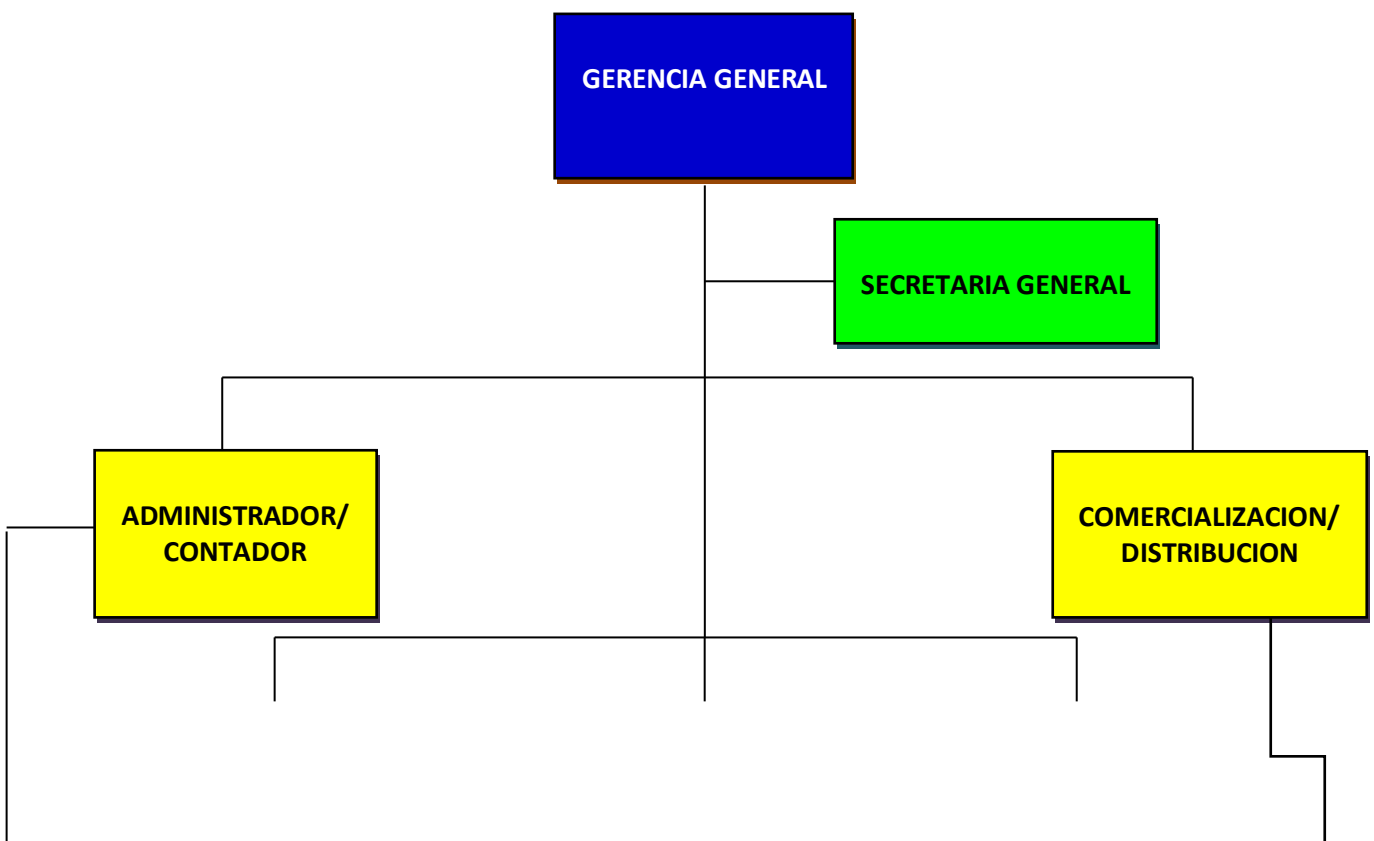 GERENCIA GENERAL
SECRETARIA GENERAL
ADMINISTRADOR/
CONTADOR
COMERCIALIZACION/
DISTRIBUCION